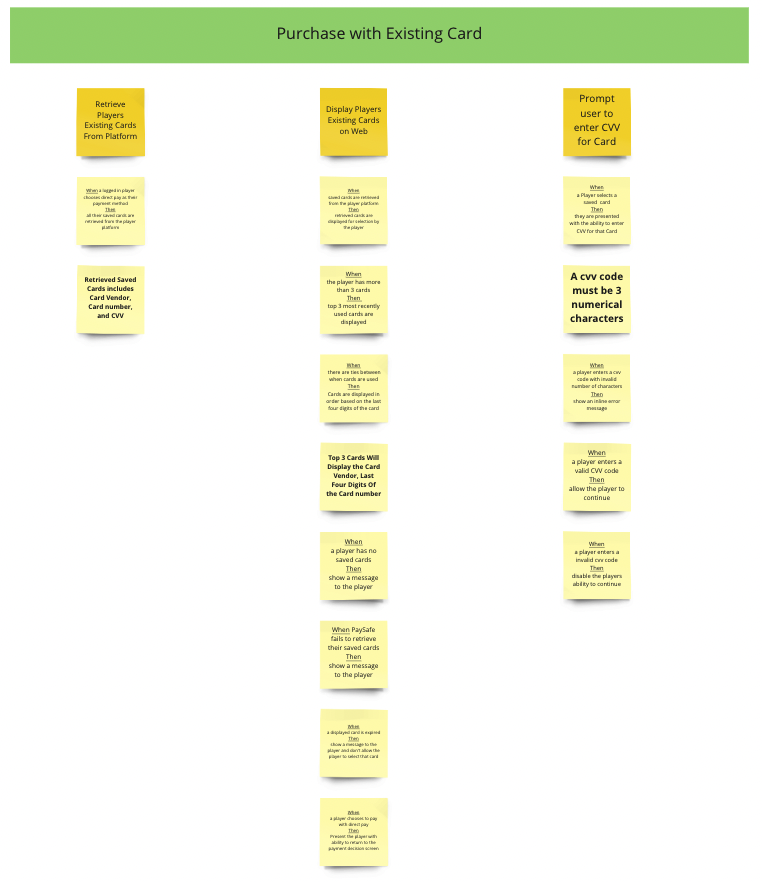 Purchase with Existing Card
Retrieve
Players
Existing Cards
From Platform
When a logged in player
chooses direct pay as their
payment method
Then
all their saved cards are
retrieved from the player
platform
Retrieved Saved
Cards includes
Card Vendor,
Card number,
and CVV
Display Players
Existing Cards
on Web
When
saved cards are retrieved
from the player platform
Then
retrieved cards are
displayed for selection by
the player
When
the player has more
than 3 cards
Then
top 3 most recently
used cards are
displayed
When
there are ties between
when cards are used
Then
Cards are displayed in
order based on the last
four digits of the card
Top 3 Cards Will
Display the Card
Vendor, Last
Four Digits Of
the Card number
When
a player has no
saved cards
Then
show a message
to the player
When PaySafe
fails to retrieve
their saved cards
Then
show a message
to the player
When
a displayed card is expired
Then
show a message to the
player and don't allow the
player to select that card
When
a player chooses to pay
with direct pay
Then
Present the player with
ability to return to the
payment decision screen
Prompt
user to
enter CVV
for Card
When
a Player selects a
saved card
Then
they are presented
with the ability to enter
CVV for that Card
A cvv code
must be 3
numerical
characters
When
a player enters a cvv
code with invalid
number of characters
Then
show an inline error
message
When
a player enters a
valid CVV code
Then
allow the player to
continue
When
a player enters a
invalid cvv code
Then
disable the players
ability to continue